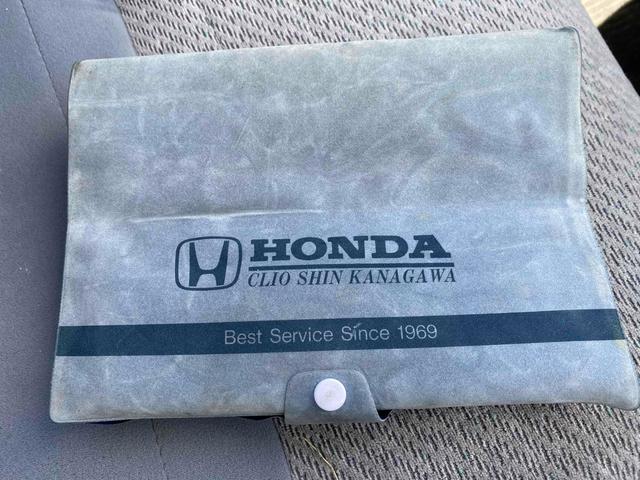 HONDA
CLIO SHIN KANAGAWA
Best Service Since 1969